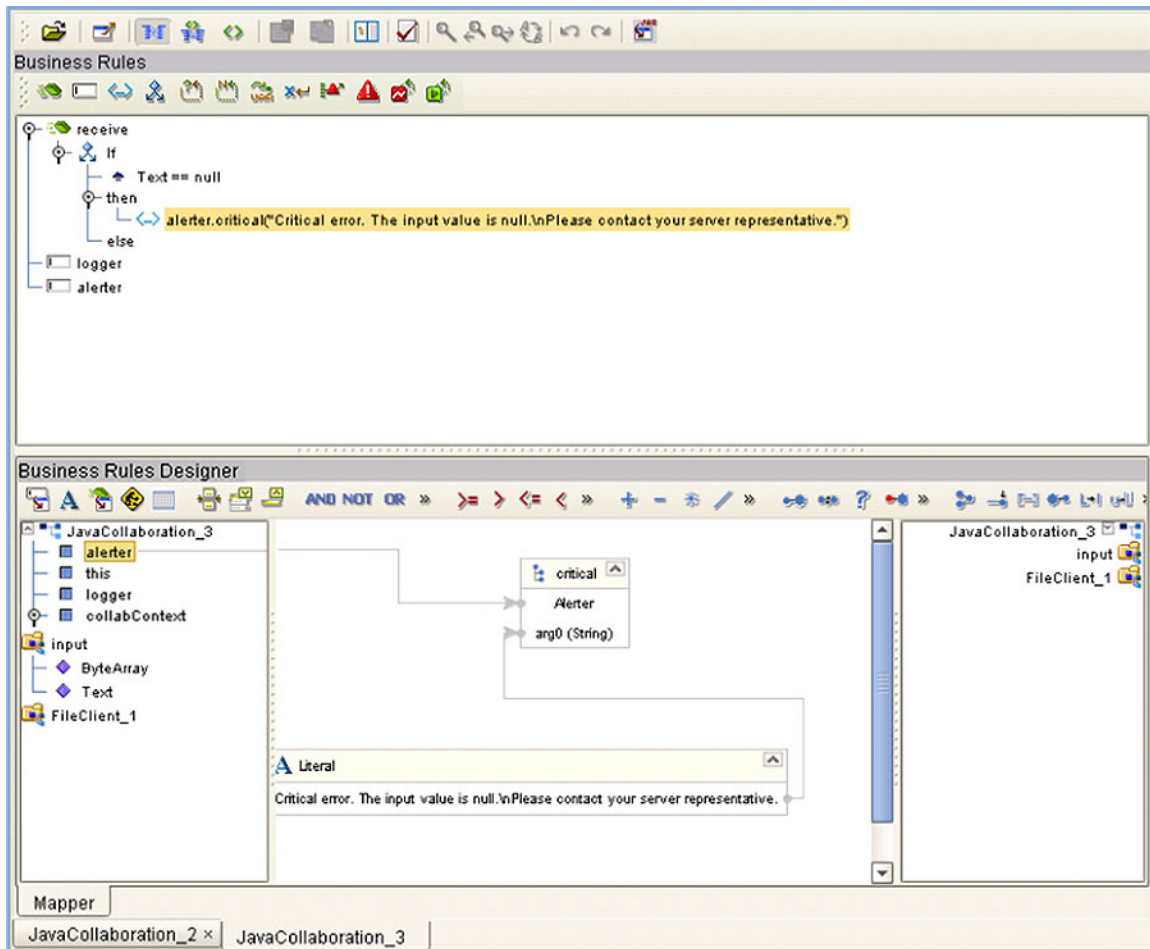 Business Rules
receive
If
Text == null
then
alerter.critical("Critical error. The input value is null.\nPlease contact your server representative.")
else
logger
alerter
Business Rules Designer
A AND NOT OR » >= > <= < » + - * / » ? » »
JavaCollaboration_3
alerter
this
logger
collabContext
input
ByteArray
Text
FileClient_1
critical
Alerter
arg0 (String)
A Literal
Critical error. The input value is null.\nPlease contact your server representative.
JavaCollaboration_3
input
FileClient_1
Mapper
JavaCollaboration_2 ×
JavaCollaboration_3